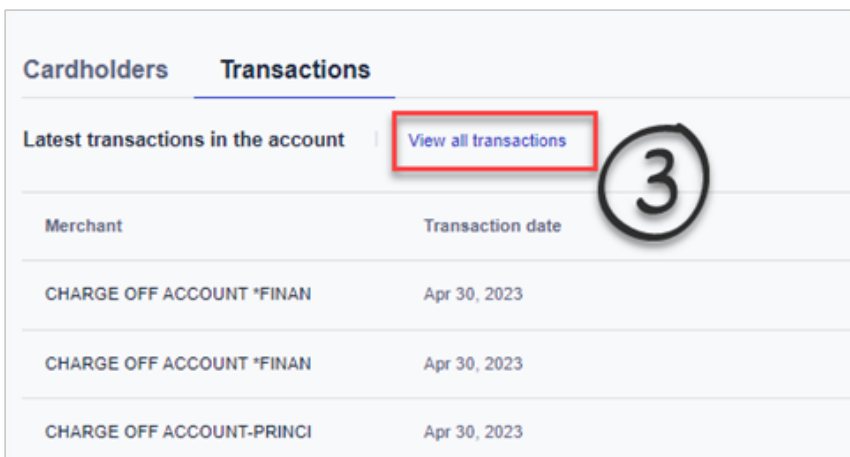 Cardholders Transactions
Latest transactions in the account | View all transactions
3
Merchant Transaction date
CHARGE OFF ACCOUNT *FINAN Apr 30, 2023
CHARGE OFF ACCOUNT *FINAN Apr 30, 2023
CHARGE OFF ACCOUNT-PRINCI Apr 30, 2023